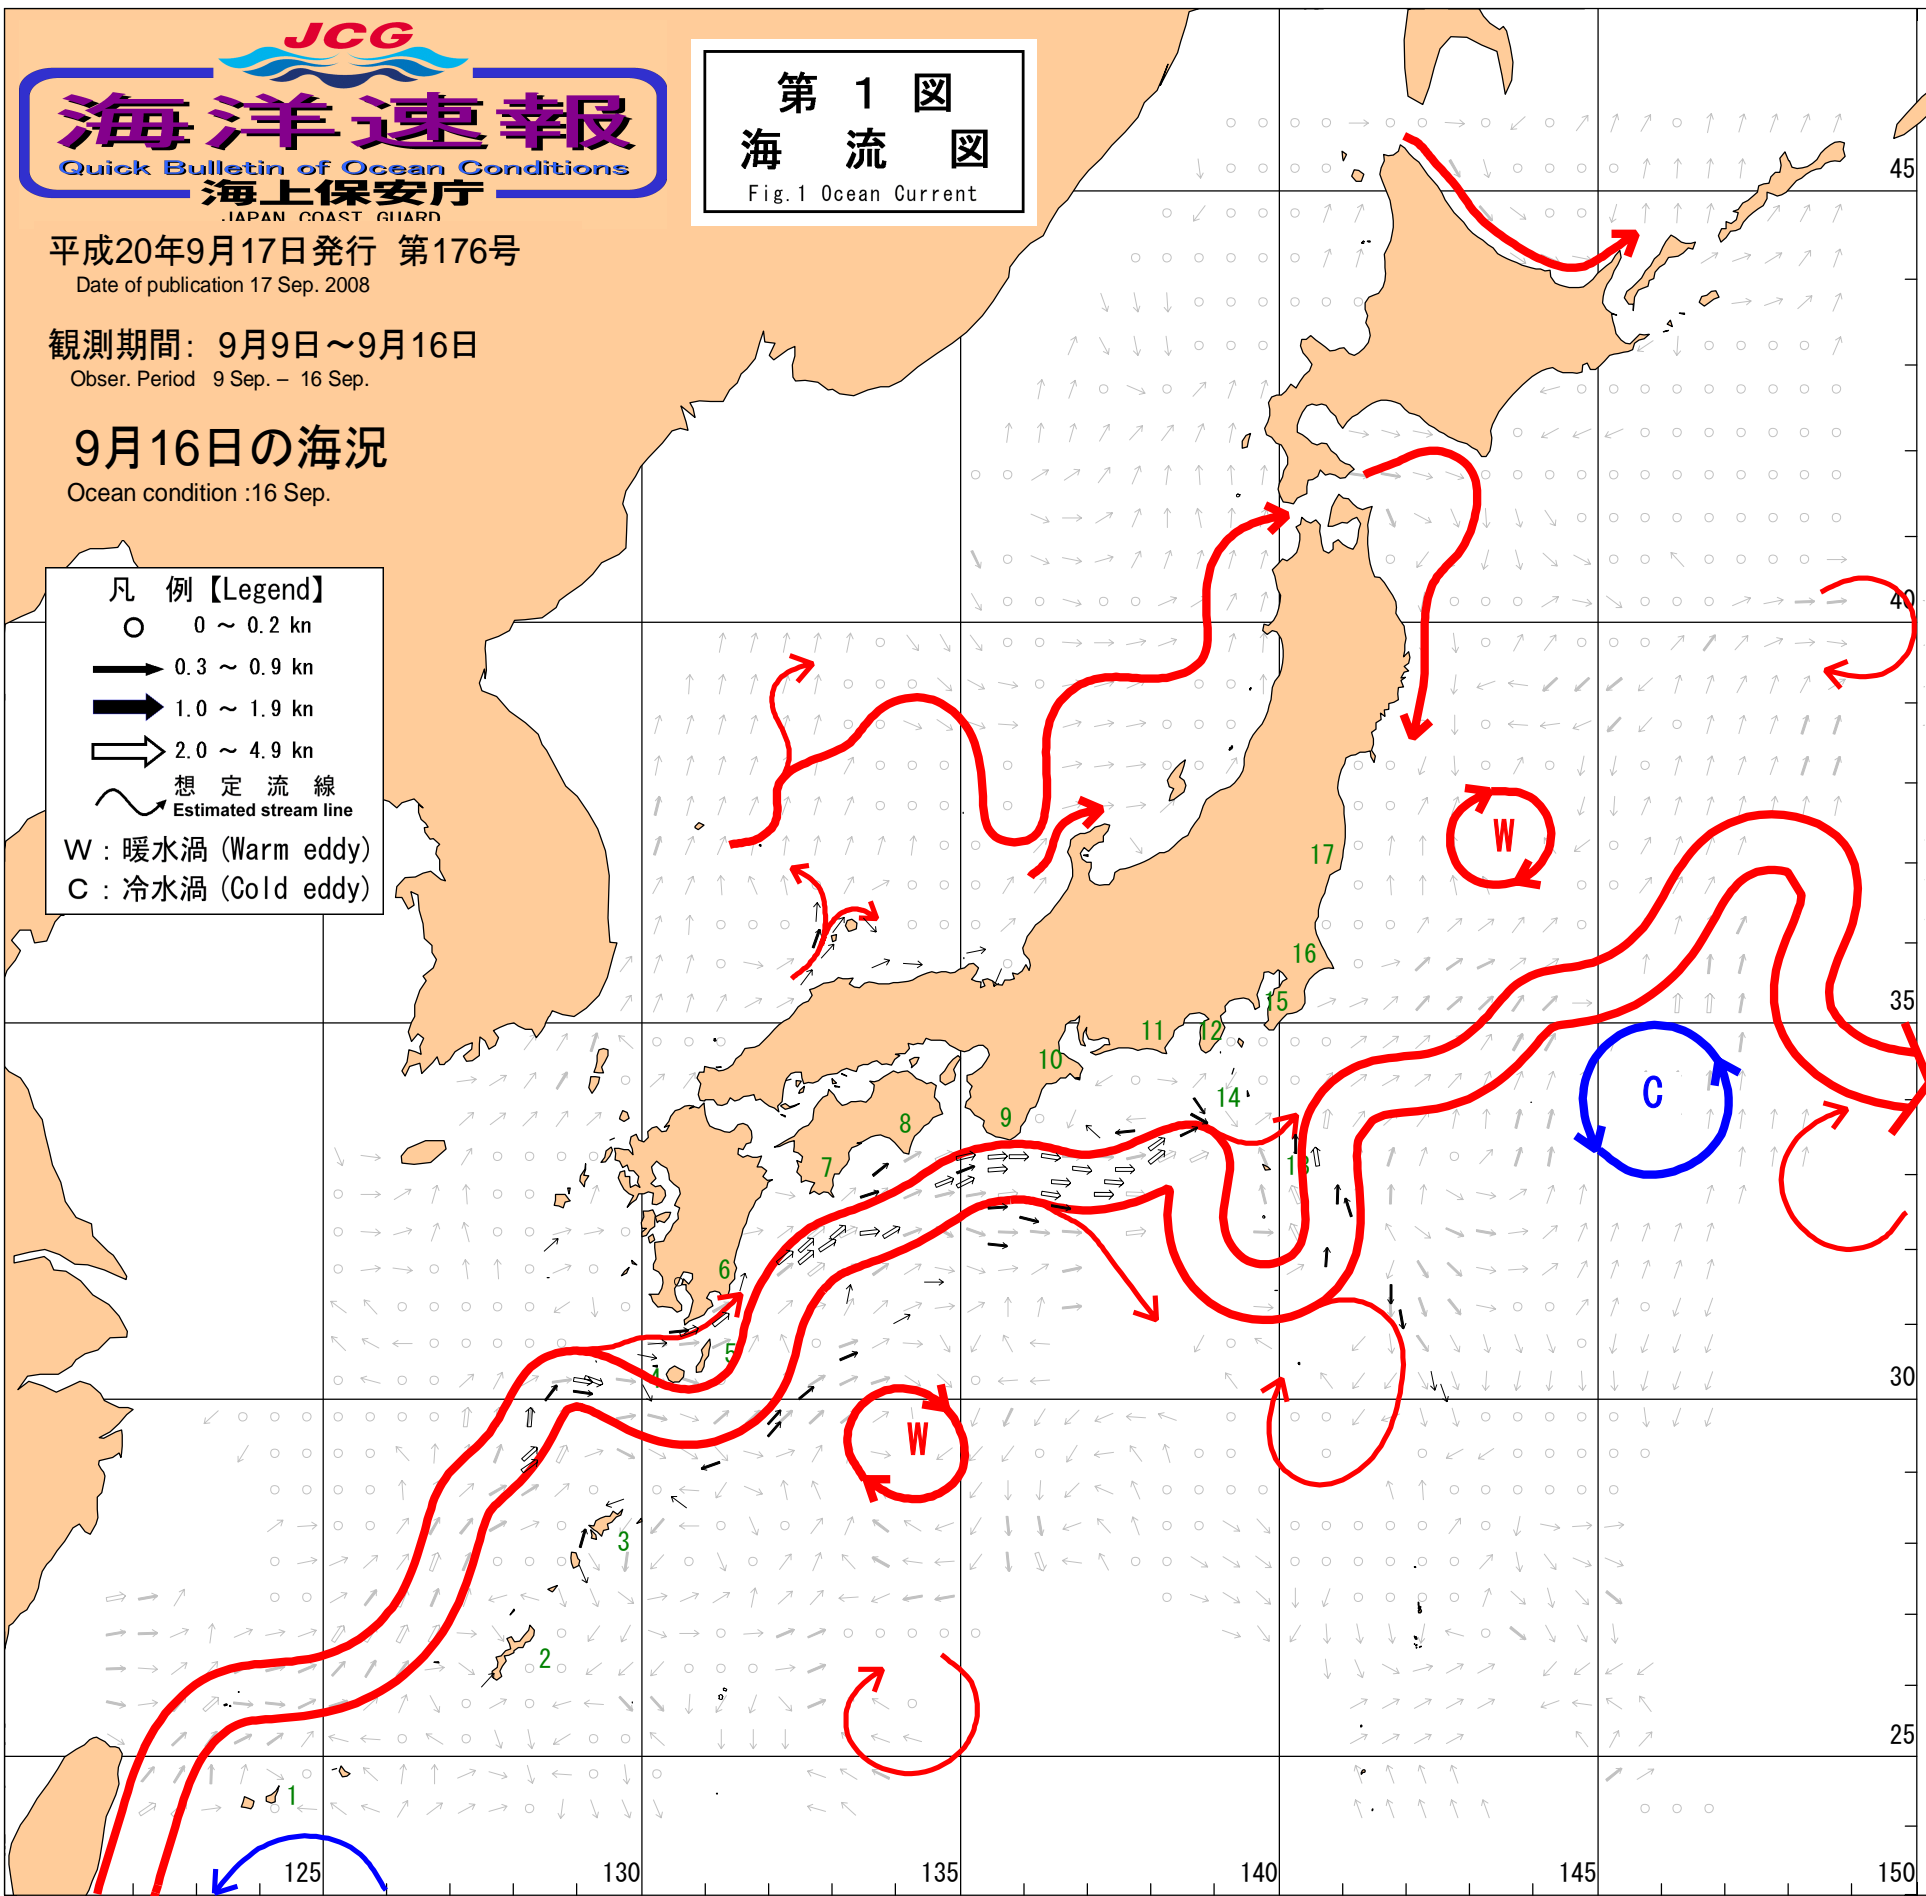 JCG
海洋速報
Quick Bulletin of Ocean Conditions
海上保安庁
JAPAN COAST GUARD
平成20年9月17日発行 第176号
Date of publication 17 Sep. 2008
観測期間: 9月9日～9月16日
Obser. Period 9 Sep. – 16 Sep.
9月16日の海況
Ocean condition :16 Sep.
第 1 図
海 流 図
Fig.1 Ocean Current
凡 例【Legend】
0 ～ 0.2 kn
0.3 ～ 0.9 kn
1.0 ～ 1.9 kn
2.0 ～ 4.9 kn
想 定 流 線
Estimated stream line
W : 暖水渦 (Warm eddy)
C : 冷水渦 (Cold eddy)
45
40
W
17
16
35
15
12
11
10
C
14
9
8
7
13
6
5
4
30
W
3
2
25
1
125
130
135
140
145
150